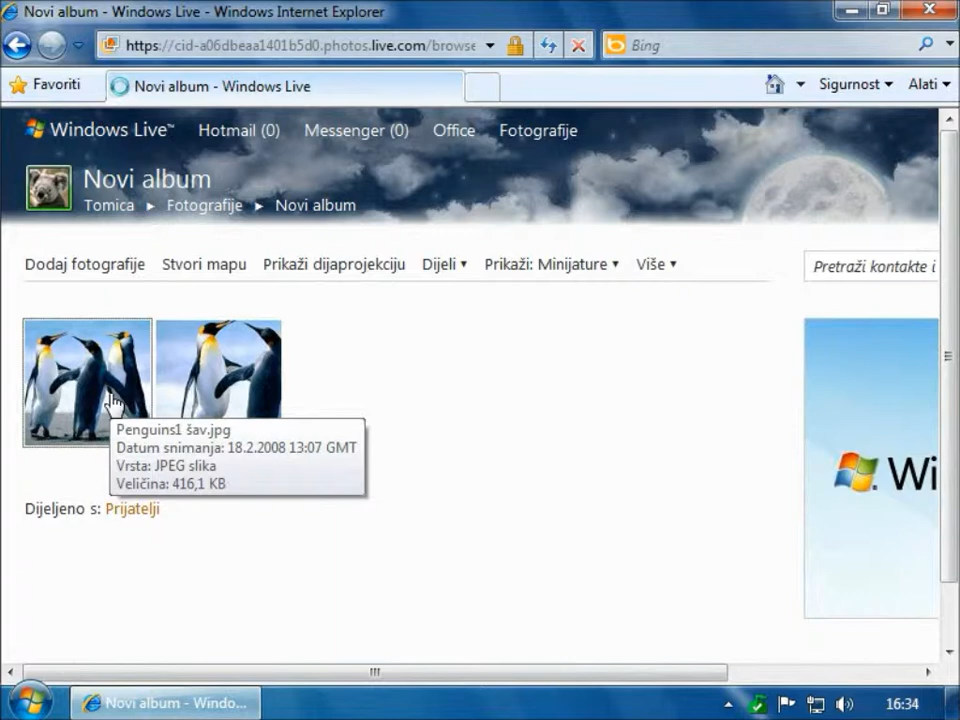 Novi album - Windows Live - Windows Internet Explorer
https://cid-a06dbeaa1401b5d0.photos.live.com/browse
Bing
Favoriti
Novi album - Windows Live
Sigurnost
Alati
Windows Live™
Hotmail (0)
Messenger (0)
Office
Fotografije
Novi album
Tomica ► Fotografije ► Novi album
Dodaj fotografije
Stvori mapu
Prikaži dijaprojekciju
Dijeli
Prikaži: Minijature
Više
Pretraži kontakte i
Penguins1 šav.jpg
Datum snimanja: 18.2.2008 13:07 GMT
Vrsta: JPEG slika
Veličina: 416,1 KB
Dijeljeno s: Prijatelji
Wi
Novi album - Windo...
16:34